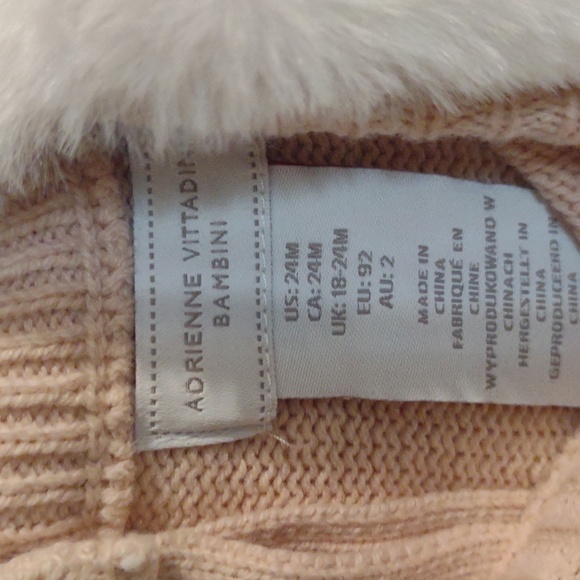 ADRIENNE VITTADINI
BAMBINI
US: 24M
CA: 24M
UK: 18-24M
EU: 92
AU: 2
MADE IN
CHINA
FABRIQUÉ EN
CHINE
WYPRODUKOWANO W
CHINACH
HERGESTELLT IN
CHINA
GEPRODUCEERD IN
CHINA